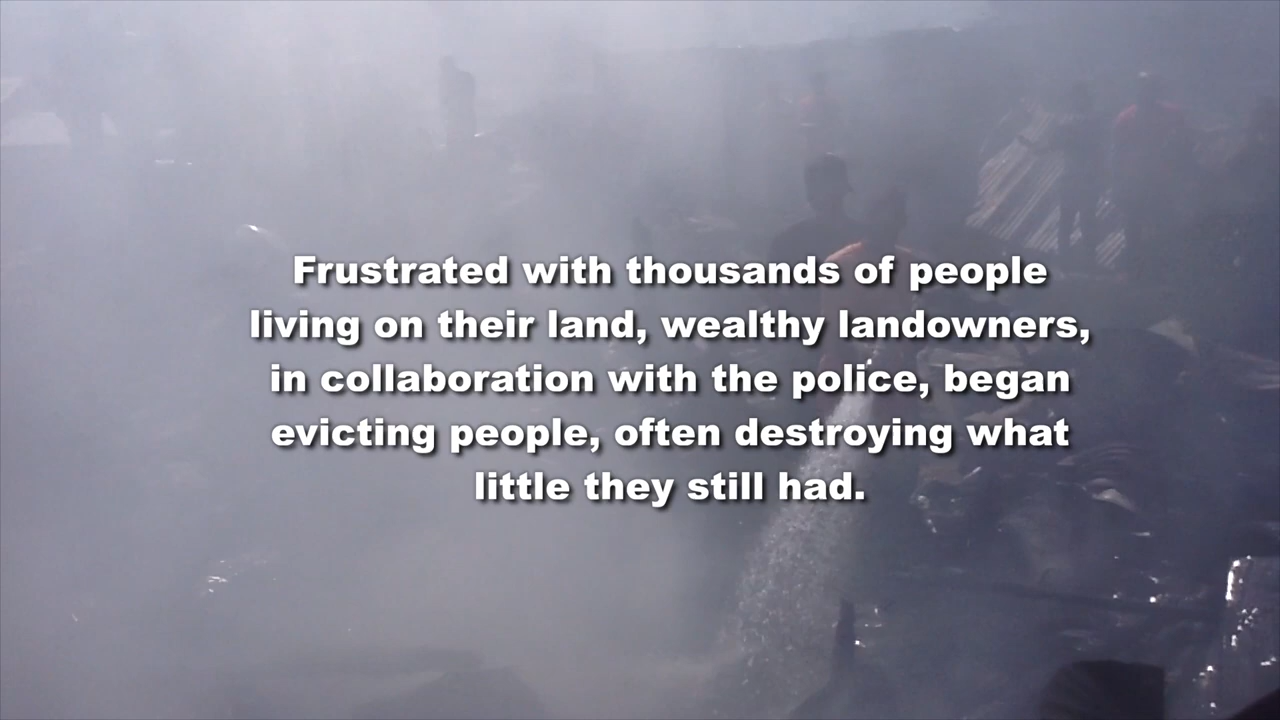 Frustrated with thousands of people
living on their land, wealthy landowners,
in collaboration with the police, began
evicting people, often destroying what
little they still had.